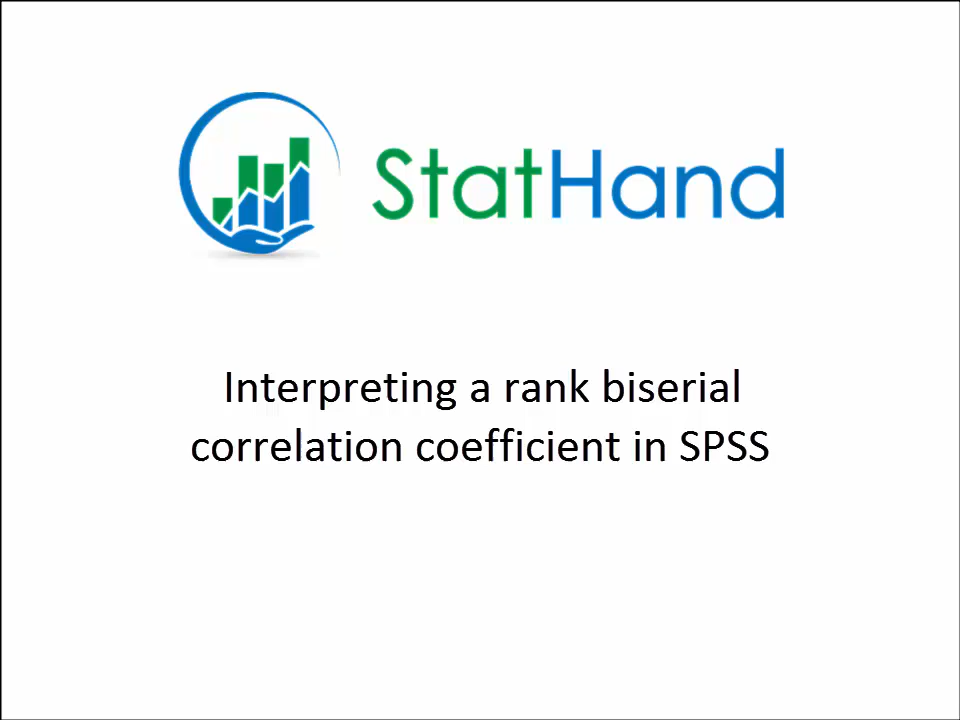 StatHand
Interpreting a rank biserial
correlation coefficient in SPSS